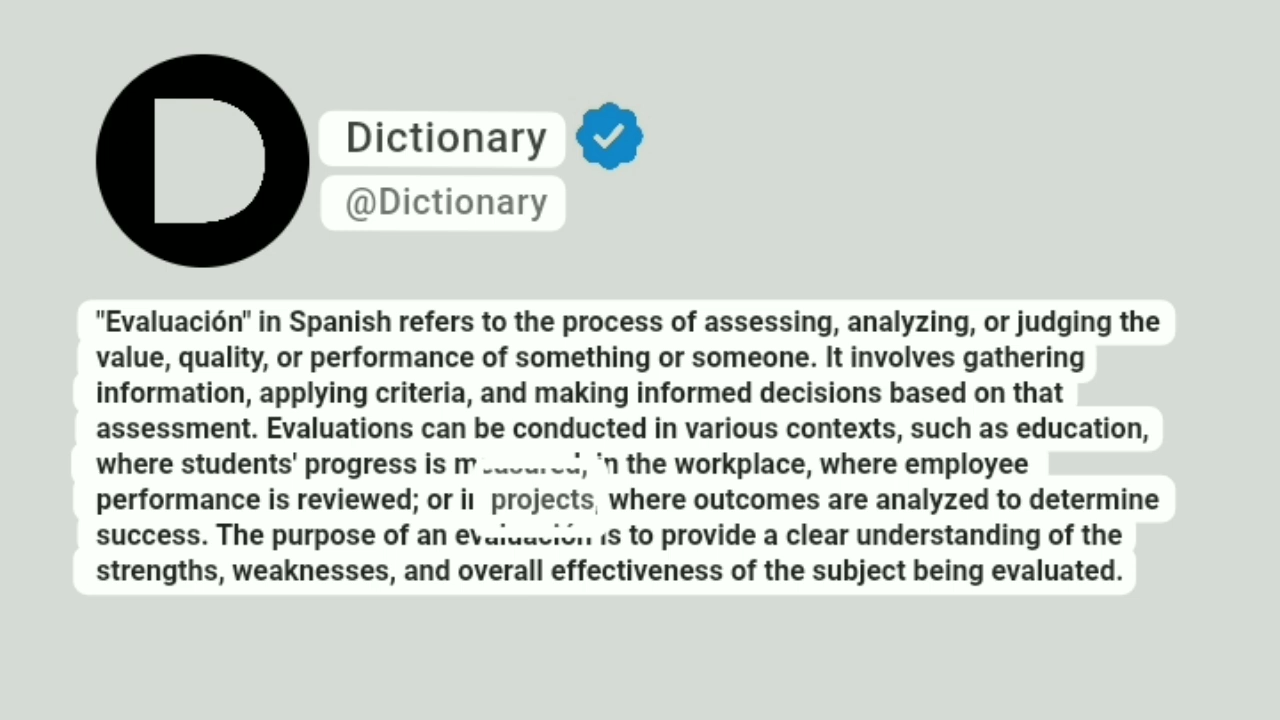 D
Dictionary
@Dictionary
"Evaluación" in Spanish refers to the process of assessing, analyzing, or judging the
value, quality, or performance of something or someone. It involves gathering
information, applying criteria, and making informed decisions based on that
assessment. Evaluations can be conducted in various contexts, such as education,
where students' progress is measured, in the workplace, where employee
performance is reviewed; or in projects, where outcomes are analyzed to determine
success. The purpose of an evaluación is to provide a clear understanding of the
strengths, weaknesses, and overall effectiveness of the subject being evaluated.